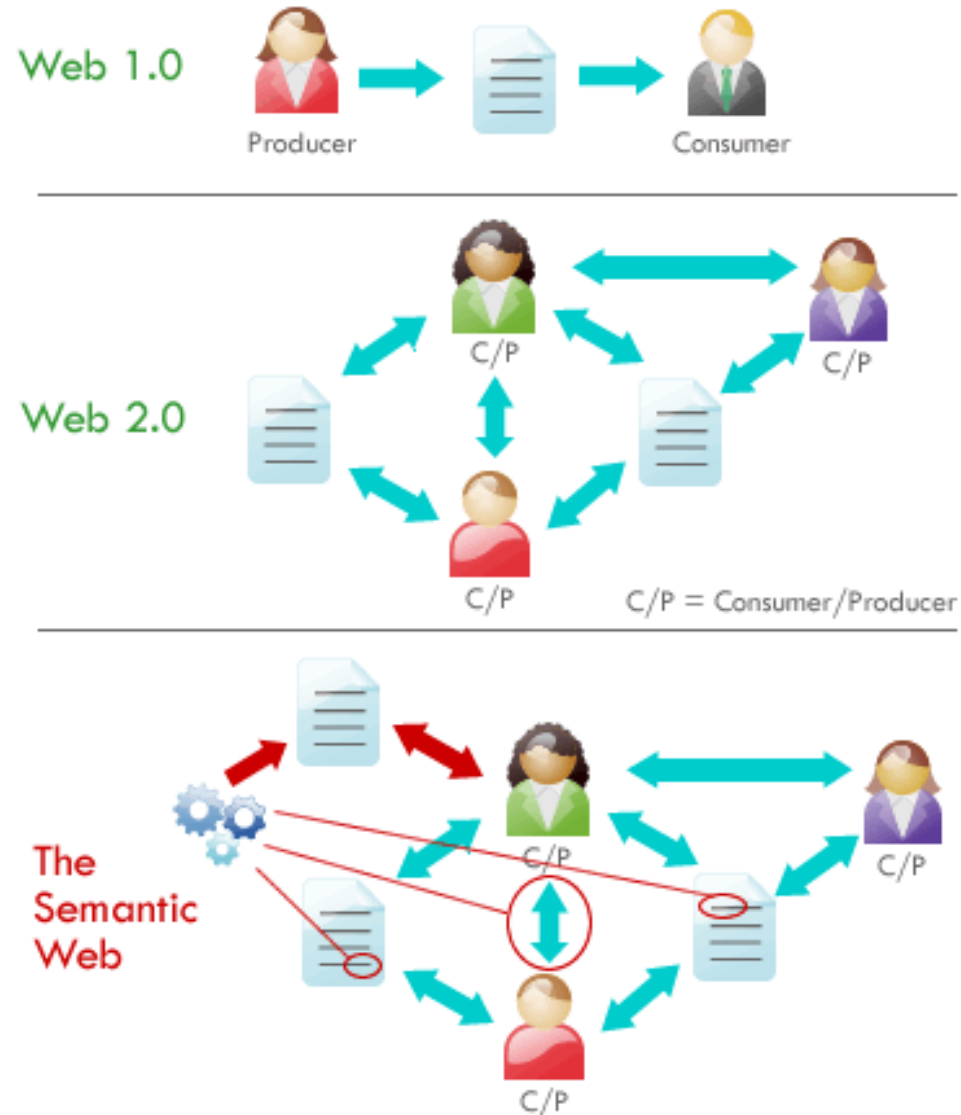 Web 1.0
Producer
Consumer
C/P
C/P
Web 2.0
C/P
C/P = Consumer/Producer
C/P
C/P
The
Semantic
Web
C/P